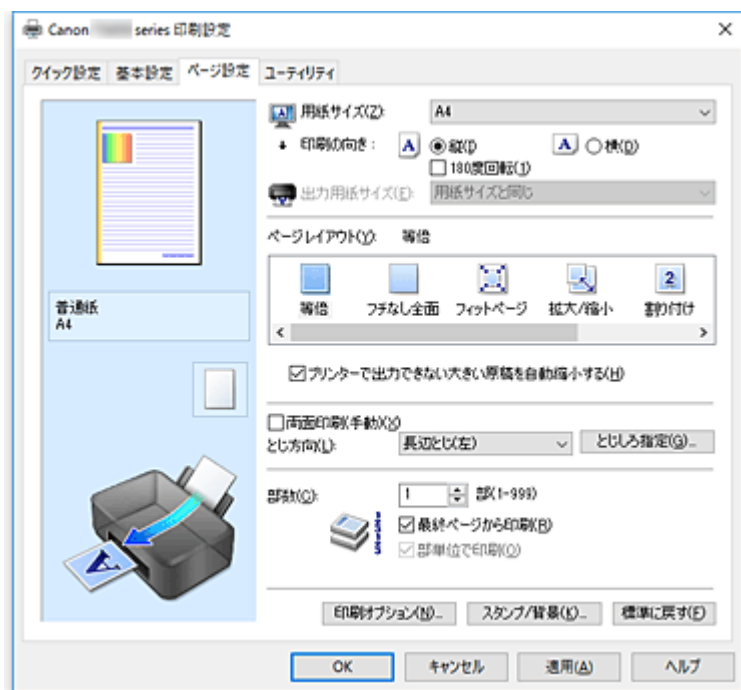 Canon series 印刷設定
クイック設定 基本設定 ページ設定 ユーティリティ
用紙サイズ(Z): A4
印刷の向き: A 縦(I) A 横(D)
180度回転(1)
出力用紙サイズ(E): 用紙サイズと同じ
ページレイアウト(Y): 等倍
2
等倍 フチなし全面 フィットページ 拡大/縮小 割り付け
普通紙
A4
プリンターで出力できない大きい原稿を自動縮小する(H)
両面印刷(手動)(X)
とじ方向(L): 長辺とじ(左) とじしろ指定(G)...
部数(C): 1 部(1-999)
最終ページから印刷(R)
部単位で印刷(O)
A
印刷オプション(N)... スタンプ/背景(K)... 標準に戻す(F)
OK キャンセル 適用(A) ヘルプ